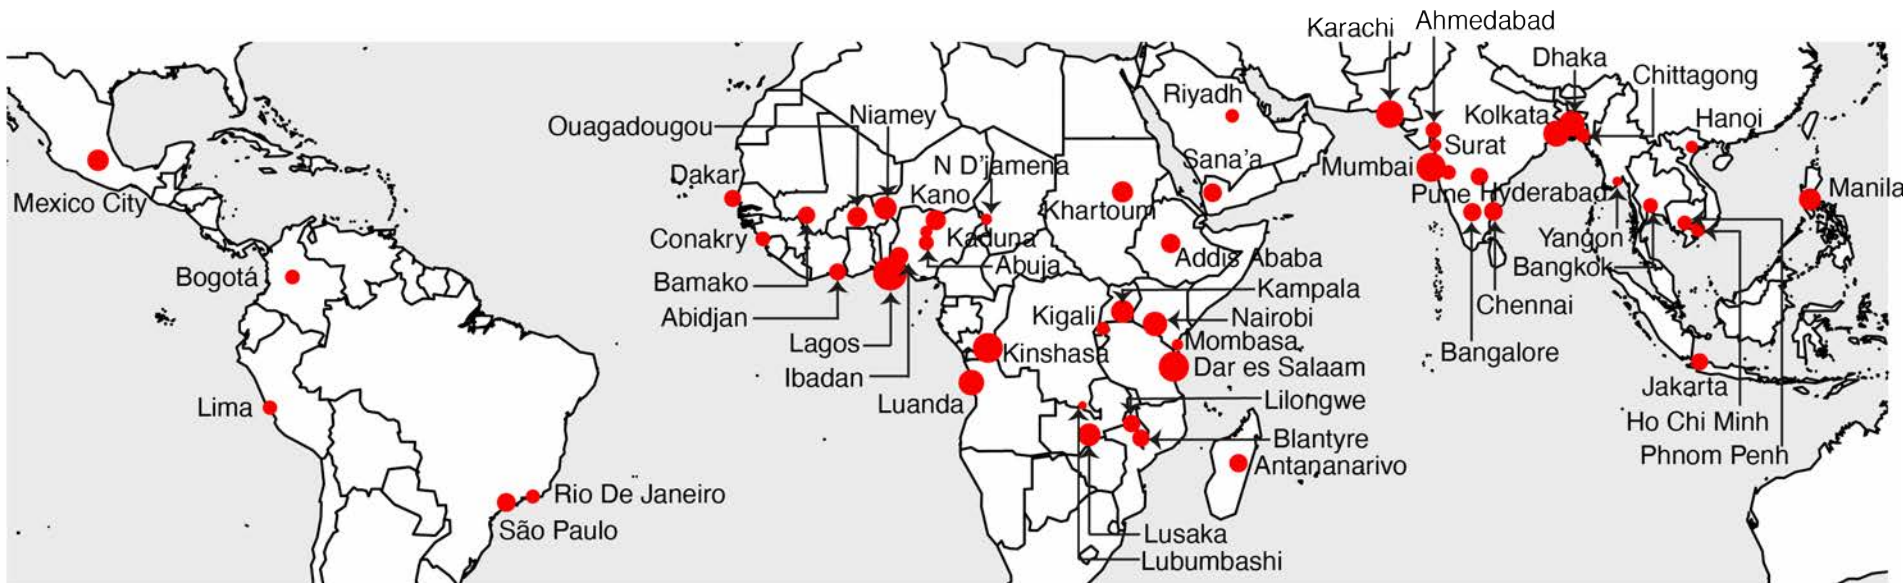 Karachi
Ahmedabad
Dhaka
Chittagong
Riyadh
Kolkata
Hanoi
Ouagadougou
Niamey
Surat
Sana'a
N D'jamena
Mumbai
Dakar
Kano
Pune
Hyderabad
Manila
Mexico City
Khartoum
Conakry
Kaduna
Yangon
Addis Ababa
Abuja
Bangkok
Bogotá
Bamako
Kampala
Chennai
Abidjan
Kigali
Nairobi
Lagos
Mombasa
Kinshasa
Bangalore
Dar es Salaam
Ibadan
Jakarta
Luanda
Lilongwe
Lima
Ho Chi Minh
Blantyre
Phnom Penh
Antananarivo
Rio De Janeiro
São Paulo
Lusaka
Lubumbashi